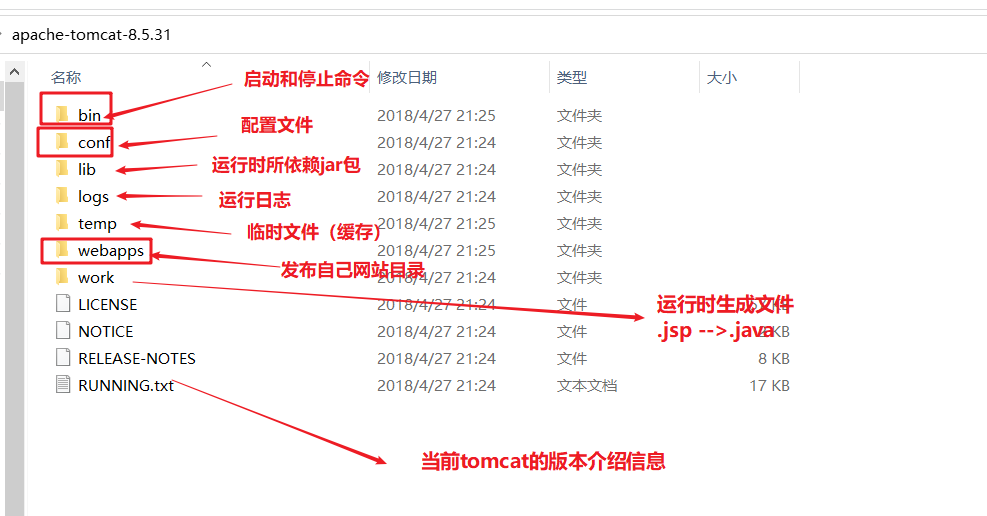 apache-tomcat-8.5.31
名称 启动和停止命令 修改日期 类型 大小
bin 2018/4/27 21:25 文件夹
配置文件
conf 2018/4/27 21:24 文件夹
lib 运行时所依赖jar包 2018/4/27 21:24 文件夹
logs 运行日志 2018/4/27 21:24 文件夹
temp 临时文件（缓存） 2018/4/27 21:25 文件夹
webapps 2018/4/27 21:25 文件夹
发布自己网站目录
work 2018/4/27 21:24 文件夹
LICENSE 2018/4/27 21:24 文件 运行时生成文件
NOTICE 2018/4/27 21:24 文件 .jsp -->.java KB
RELEASE-NOTES 2018/4/27 21:24 文件 8 KB
RUNNING.txt 2018/4/27 21:24 文本文档 17 KB
当前tomcat的版本介绍信息